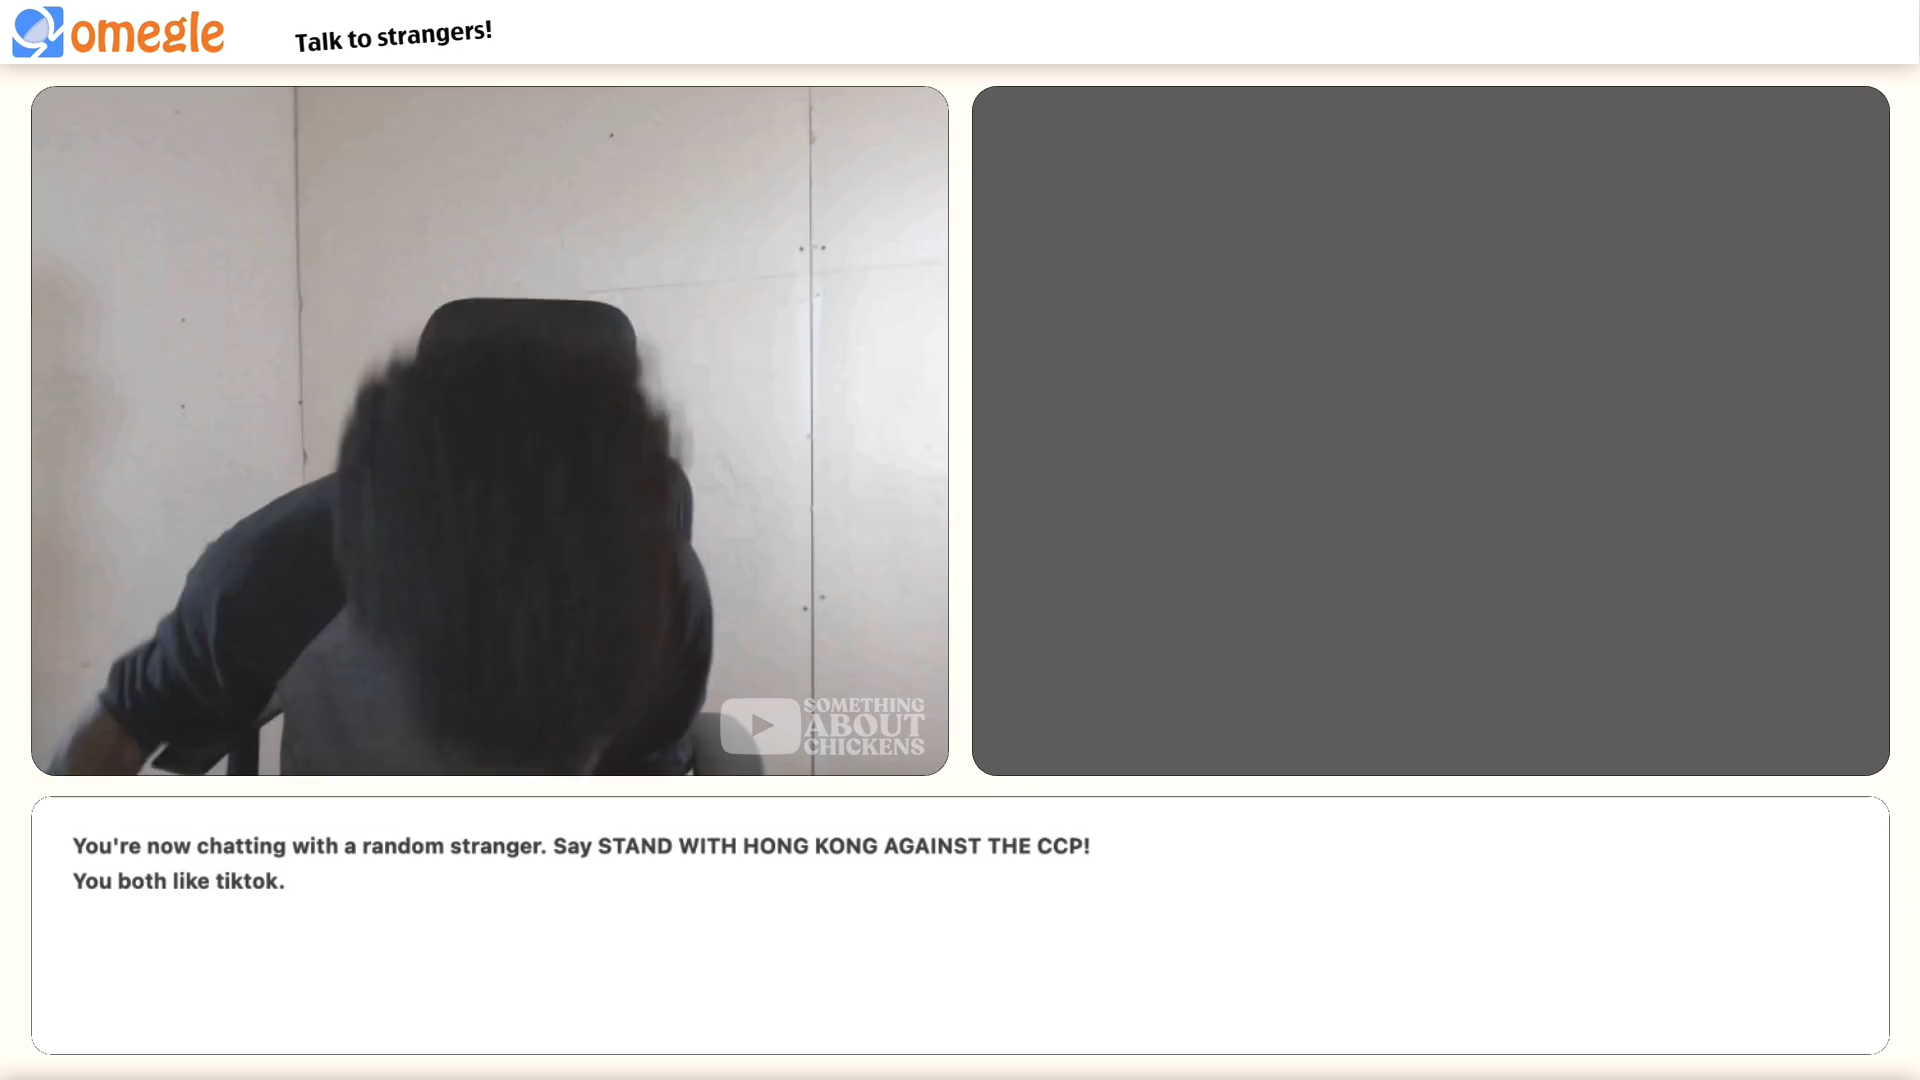 omegle
Talk to strangers!
SOMETHING
ABOUT
CHICKENS
You're now chatting with a random stranger. Say STAND WITH HONG KONG AGAINST THE CCP!
You both like tiktok.